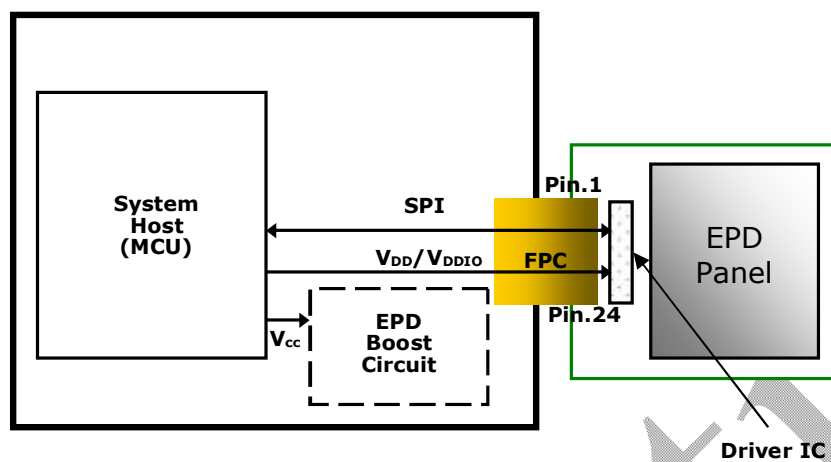 System
Host
(MCU)
SPI
VDD/VDDIO
Vcc
EPD
Boost
Circuit
FPC
Pin.1
Pin.24
EPD
Panel
Driver IC